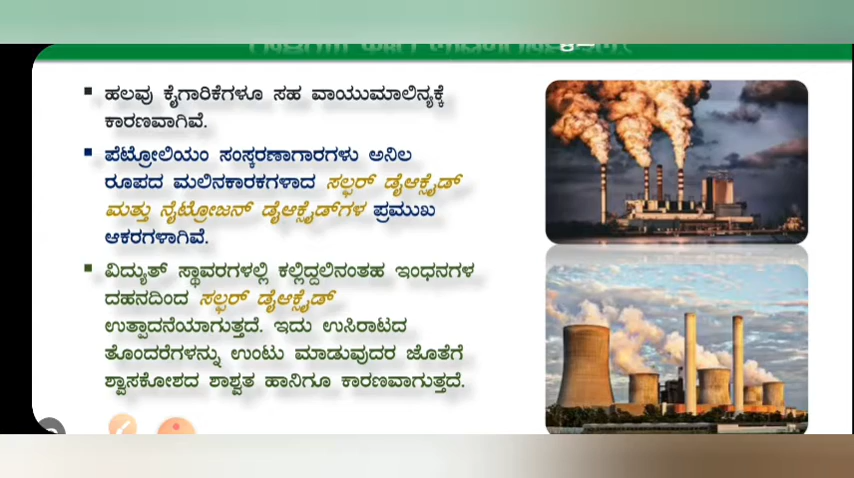 ▪ ಹಲವು ಕೈಗಾರಿಕೆಗಳೂ ಸಹ ವಾಯುಮಾಲಿನ್ಯಕ್ಕೆ
ಕಾರಣವಾಗಿವೆ.
▪ ಪೆಟ್ರೋಲಿಯಂ ಸಂಸ್ಕರಣಾಗಾರಗಳು ಅನಿಲ
ರೂಪದ ಮಲಿನಕಾರಕಗಳಾದ ಸಲ್ಫರ್ ಡೈಆಕ್ಸೈಡ್
ಮತ್ತು ನೈಟ್ರೋಜನ್ ಡೈಆಕ್ಸೈಡ್‌ಗಳ ಪ್ರಮುಖ
ಆಕರಗಳಾಗಿವೆ.
▪ ವಿದ್ಯುತ್ ಸ್ಥಾವರಗಳಲ್ಲಿ ಕಲ್ಲಿದ್ದಲಿನಂತಹ ಇಂಧನಗಳ
ದಹನದಿಂದ ಸಲ್ಫರ್ ಡೈಆಕ್ಸೈಡ್
ಉತ್ಪಾದನೆಯಾಗುತ್ತದೆ. ಇದು ಉಸಿರಾಟದ
ತೊಂದರೆಗಳನ್ನು ಉಂಟು ಮಾಡುವುದರ ಜೊತೆಗೆ
ಶ್ವಾಸಕೋಶದ ಶಾಶ್ವತ ಹಾನಿಗೂ ಕಾರಣವಾಗುತ್ತದೆ.